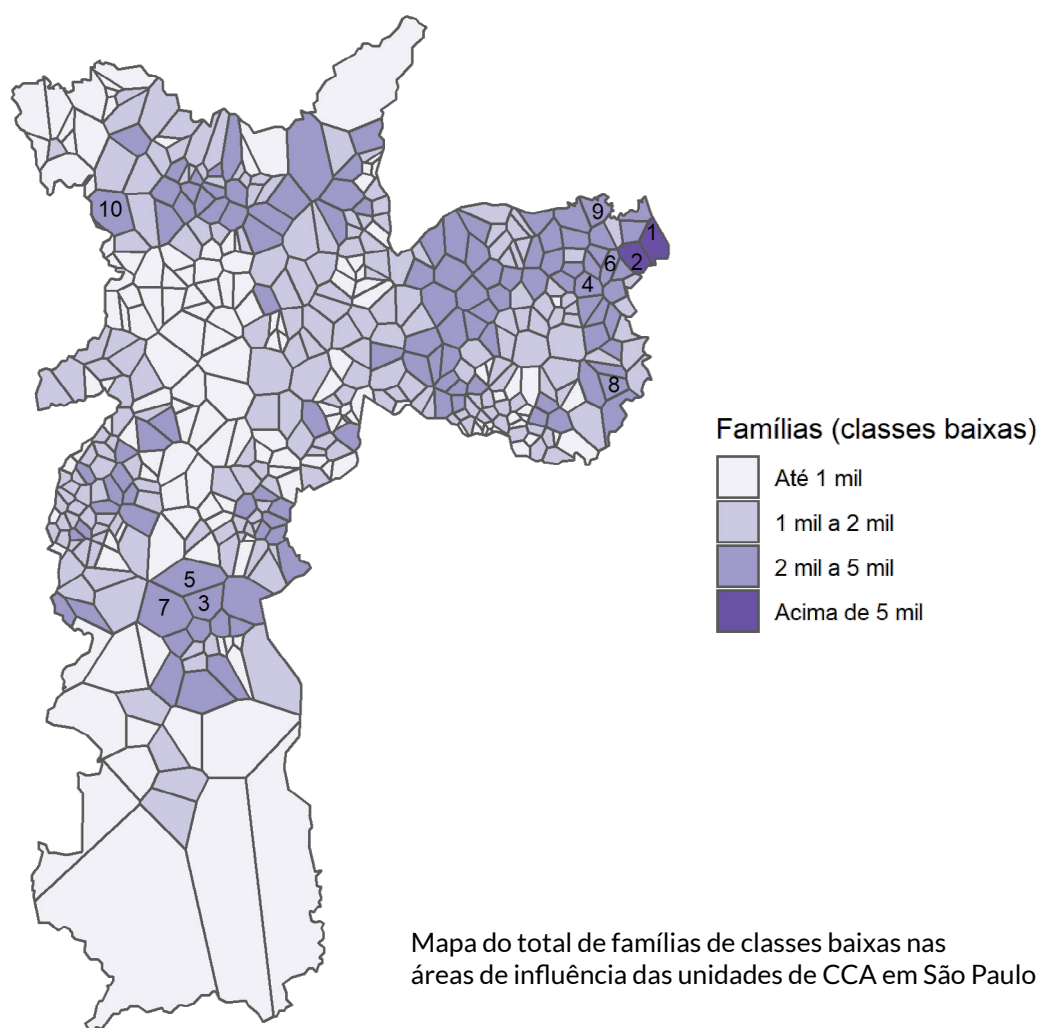 10
9
1
2
6
4
8
5
3
7
Famílias (classes baixas)
Até 1 mil
1 mil a 2 mil
2 mil a 5 mil
Acima de 5 mil
Mapa do total de famílias de classes baixas nas
áreas de influência das unidades de CCA em São Paulo